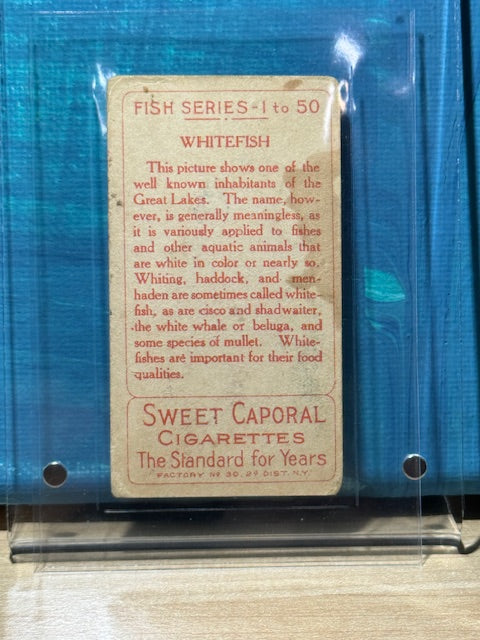 FISH SERIES-1 to 50
WHITEFISH
This picture shows one of the
well known inhabitants of the
Great Lakes. The name, how-
ever, is generally meaningless, as
it is variously applied to fishes
and other aquatic animals that
are white in color or nearly so.
Whiting, haddock, and men-
haden are sometimes called white-
fish, as are cisco and shadwaiter,
the white whale or beluga, and
some species of mullet. White-
fishes are important for their food
qualities.
SWEET CAPORAL
CIGARETTES
The Standard for Years
FACTORY No 30. 2d DIST. N.Y.